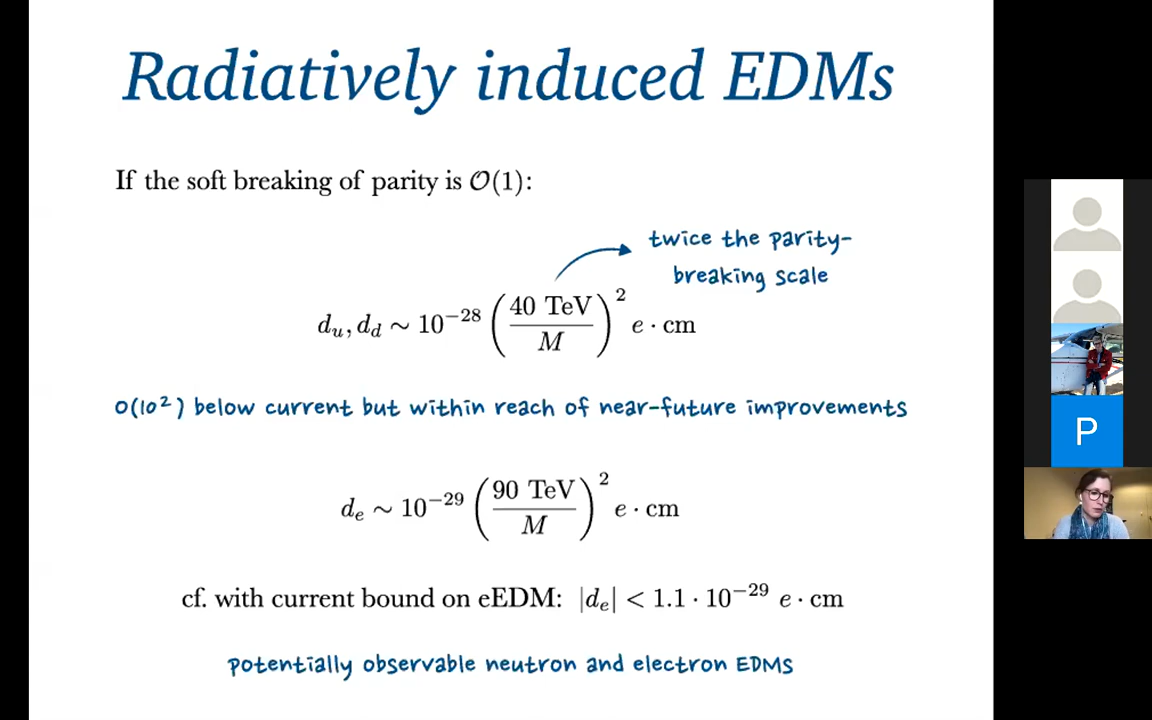 Radiatively induced EDMs
If the soft breaking of parity is 𝒪(1):
twice the parity-
breaking scale
d_u, d_d ∼ 10^{−28} (40 TeV / M)^2 e · cm
O(10²) below current but within reach of near-future improvements
d_e ∼ 10^{−29} (90 TeV / M)^2 e · cm
cf. with current bound on eEDM: |d_e| < 1.1 · 10^{−29} e · cm
potentially observable neutron and electron EDMs
P